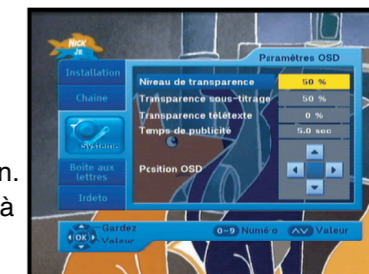 NICK
JR
Paramètres OSD
Installation
Chaîne
Système
Boîte aux
lettres
Irdeto
Niveau de transparence 50 %
Transparence sous-titrage 50 %
Transparence télétexte 0 %
Temps de publicité 5.0 sec
Position OSD
n.
à
OK Gardez
Valeur
0-9 Numéro Valeur